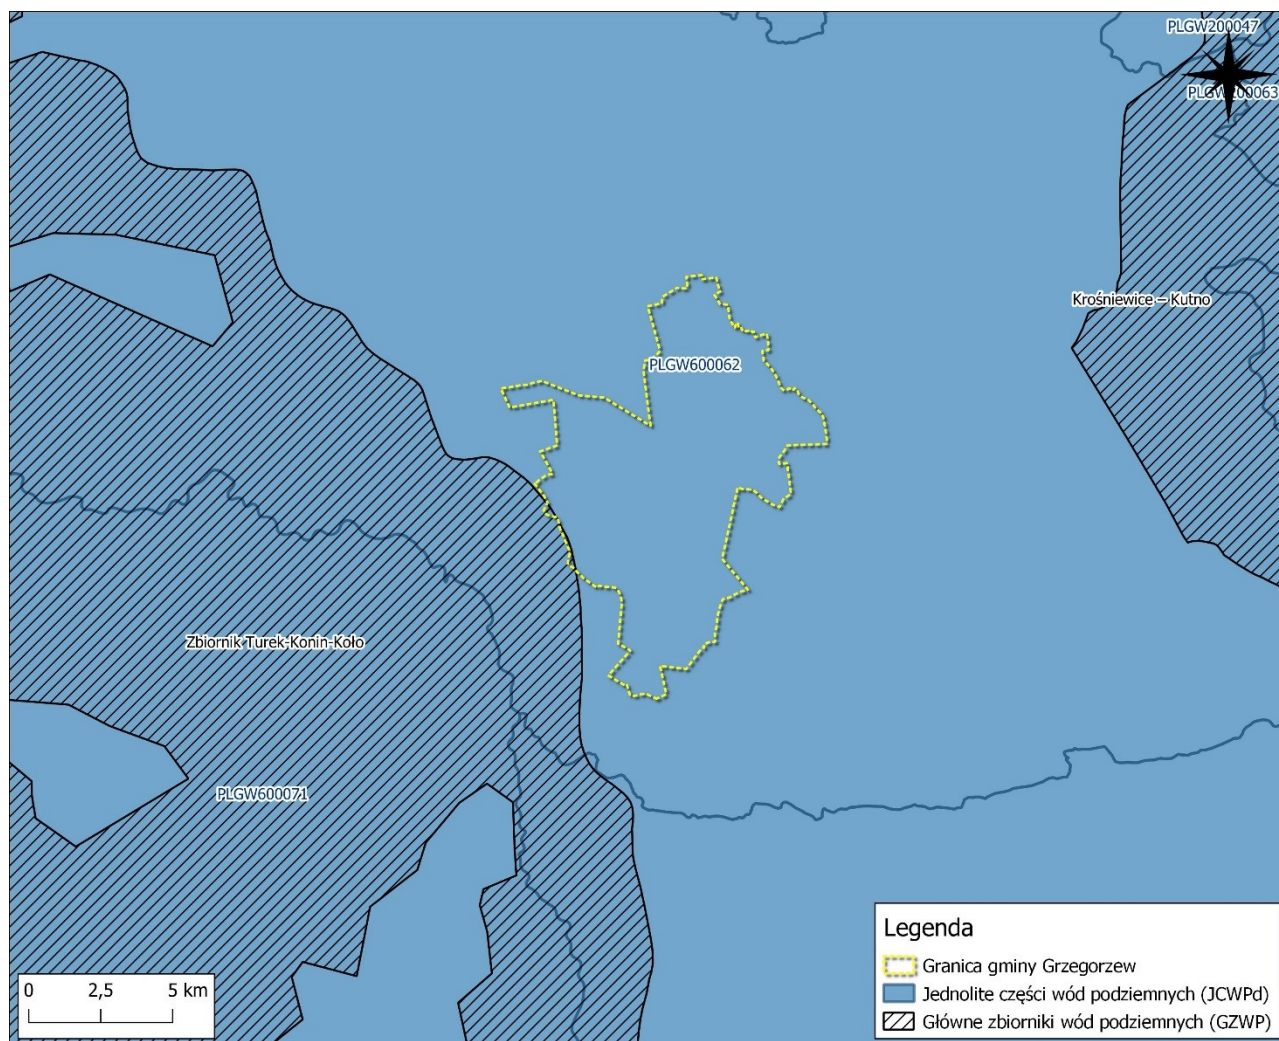 PLGW200047
PLGW200063
Krośniewice – Kutno
PLGW600062
Zbiornik Turek-Konin-Koło
PLGW600071
Legenda
Granica gminy Grzegorzew
Jednolite części wód podziemnych (JCWPd)
Główne zbiorniki wód podziemnych (GZWP)
0 2,5 5 km